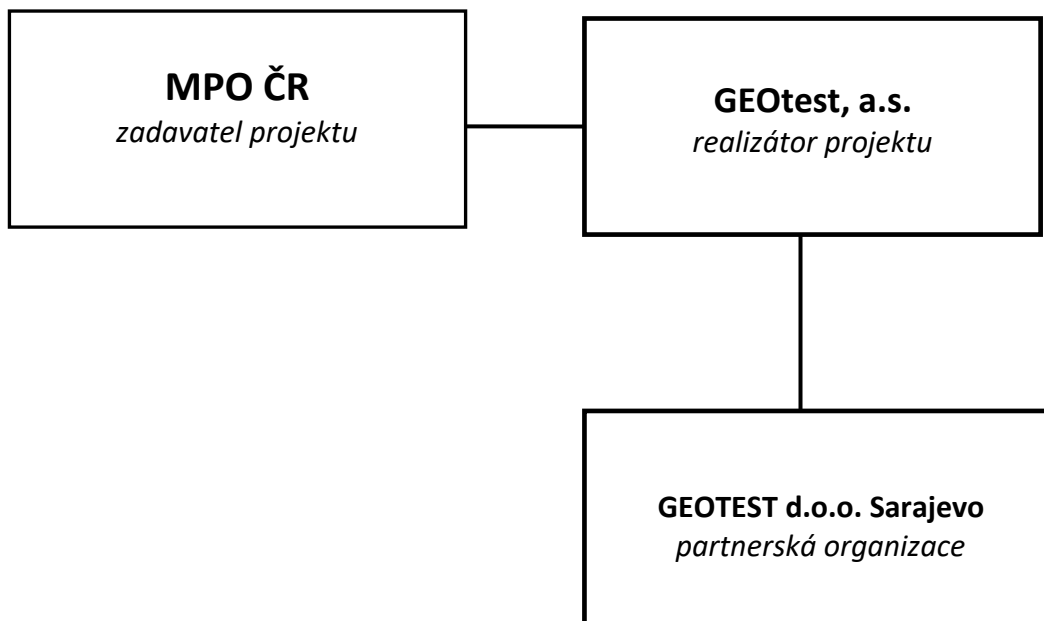 MPO ČR
zadavatel projektu
GEOtest, a.s.
realizátor projektu
GEOTEST d.o.o. Sarajevo
partnerská organizace